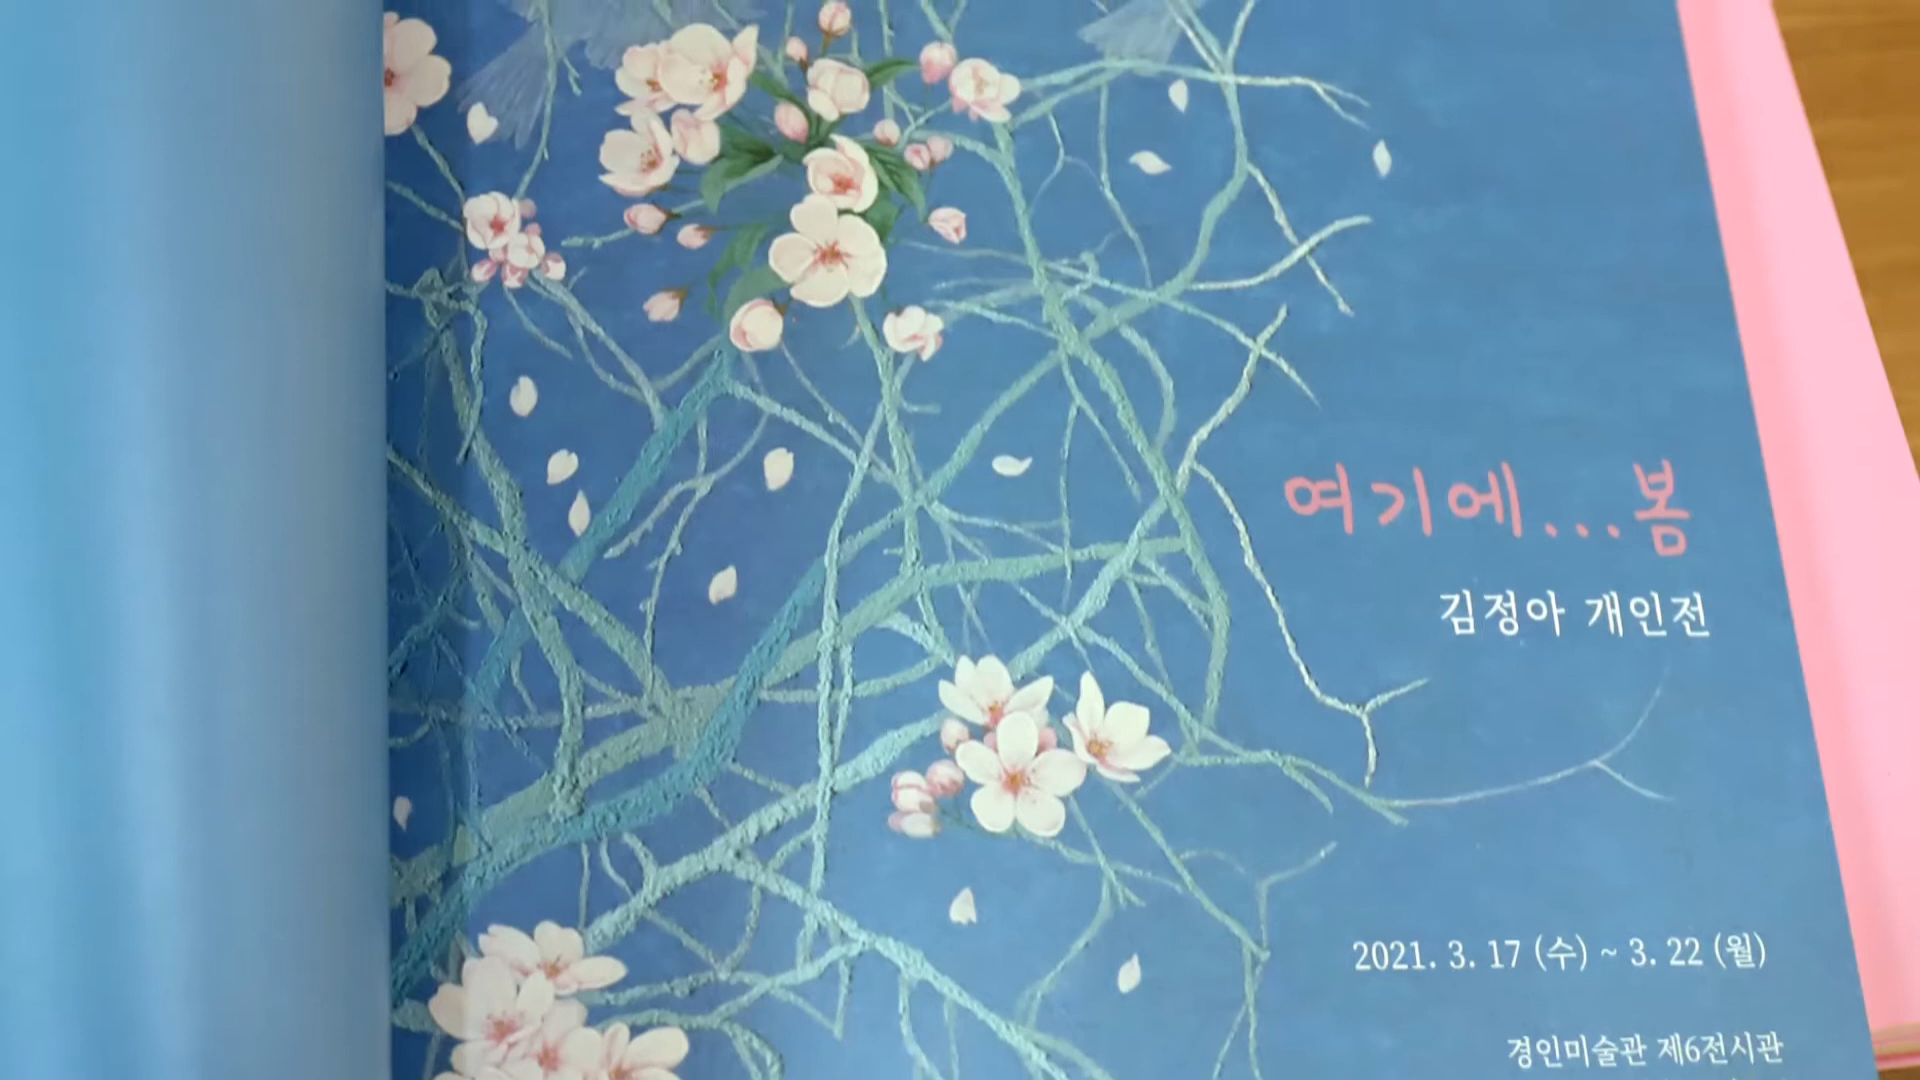 여기에...봄
김정아 개인전
2021. 3. 17 (수) ~ 3. 22 (월)
경인미술관 제6전시관